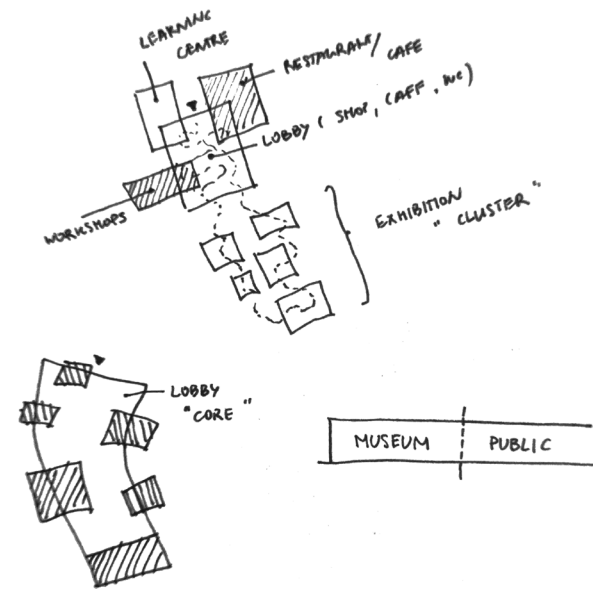 LEARNING
CENTRE
RESTAURANT/
CAFE
LOBBY ( SHOP, CAFF, WC )
WORKSHOPS
EXHIBITION
"CLUSTER"
LOBBY
"CORE"
MUSEUM
PUBLIC